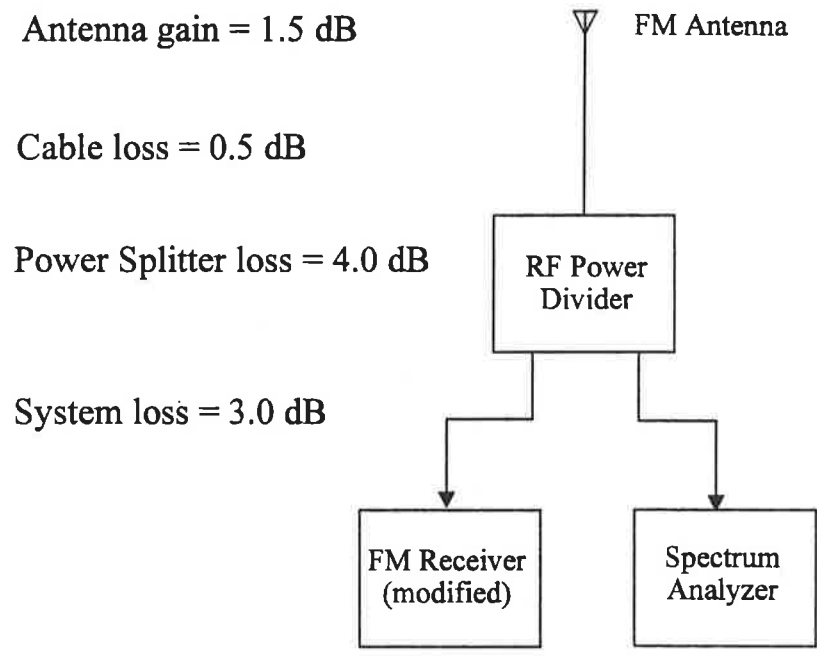 Antenna gain = 1.5 dB
FM Antenna
Cable loss = 0.5 dB
Power Splitter loss = 4.0 dB
RF Power
Divider
System loss = 3.0 dB
FM Receiver
(modified)
Spectrum
Analyzer